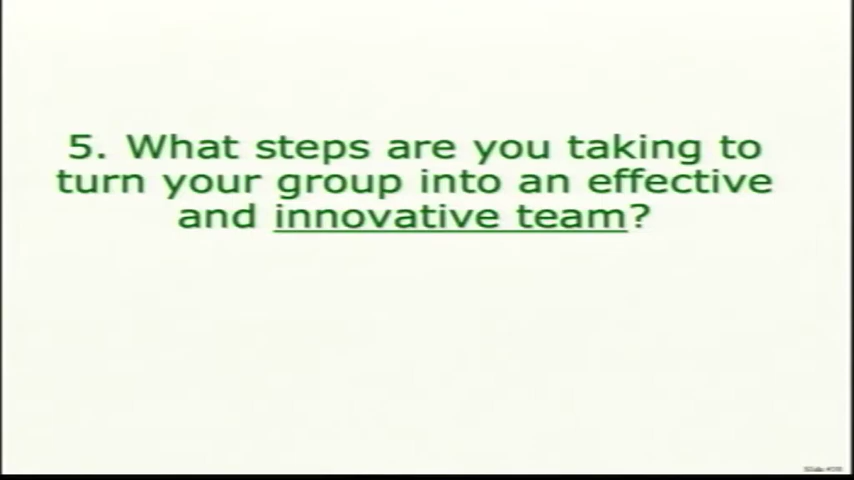 5. What steps are you taking to
turn your group into an effective
and innovative team?